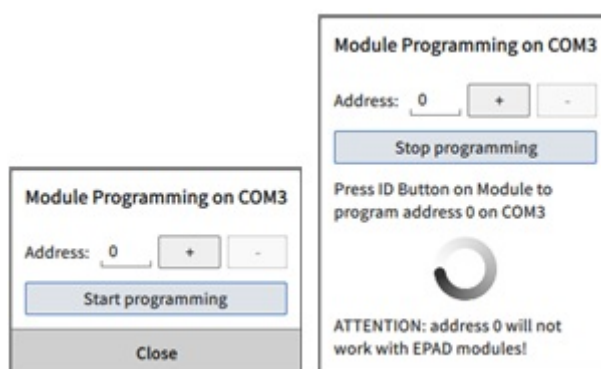 Module Programming on COM3
Address: 0 + -
Start programming
Close
Module Programming on COM3
Address: 0 + -
Stop programming
Press ID Button on Module to
program address 0 on COM3
ATTENTION: address 0 will not
work with EPAD modules!